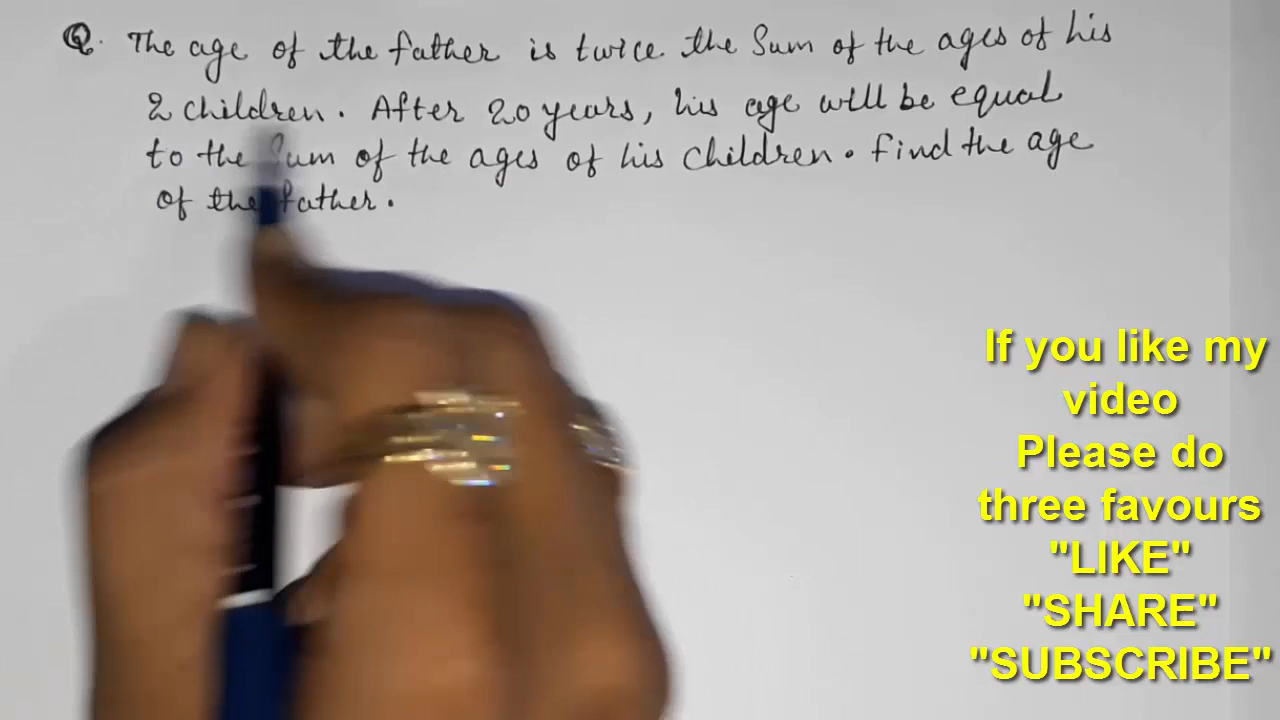 Q. The age of the father is twice the Sum of the ages of his
2 children. After 20 years, his age will be equal
to the Sum of the ages of his children. Find the age
of the father.
If you like my
video
Please do
three favours
"LIKE"
"SHARE"
"SUBSCRIBE"